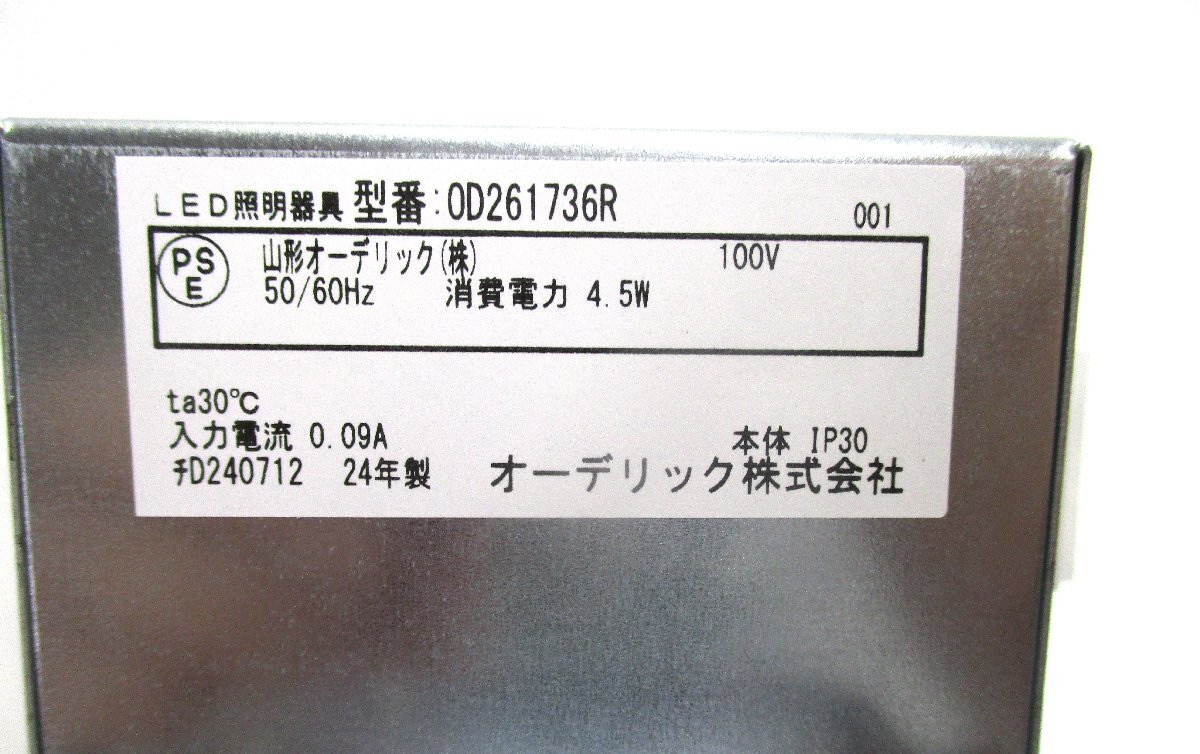 LED照明器具 型番:OD261736R 001
PSE 山形オーデリック(株) 100V
50/60Hz 消費電力 4.5W
ta30℃
入力電流 0.09A 本体 IP30
ﾁD240712 24年製 オーデリック株式会社